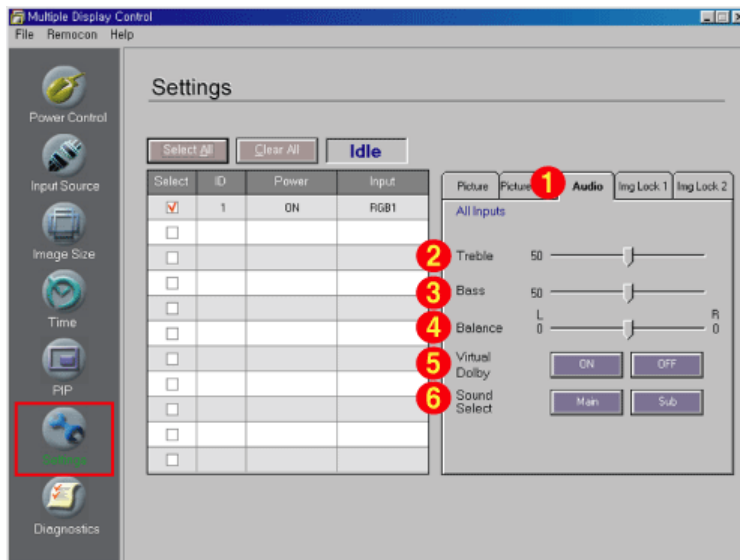 Multiple Display Control
File Remocon Help
Settings
Power Control
Input Source
Image Size
Time
PIP
Settings
Diagnostics
Select All Clear All Idle
Select ID Power Input
1 ON RGB1
Picture Picture 1 Audio Img Lock 1 Img Lock 2
All Inputs
2 Treble 50
3 Bass 50
L R
4 Balance 0 0
5 Virtual Dolby ON OFF
6 Sound Select Main Sub